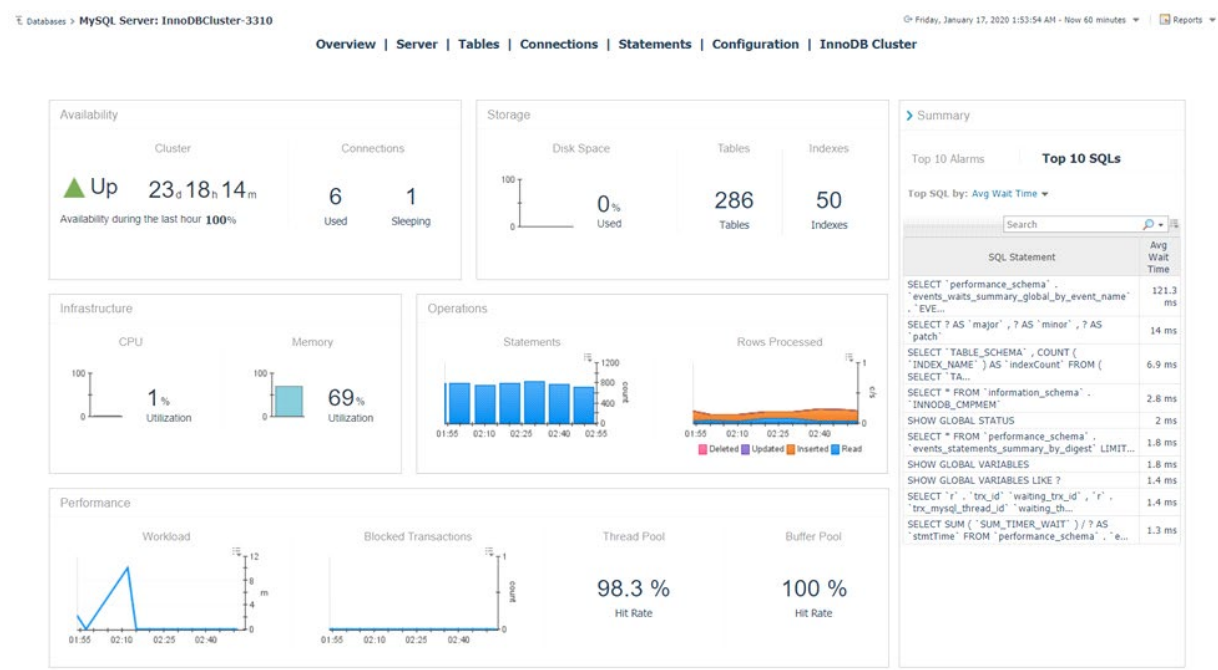 Databases > MySQL Server: InnoDBCluster-3310
Friday, January 17, 2020 1:53:54 AM - Now 60 minutes
Reports
Overview | Server | Tables | Connections | Statements | Configuration | InnoDB Cluster
Availability
Cluster
Connections
Up
23d 18h 14m
6
1
Used
Sleeping
Availability during the last hour 100%
Storage
Disk Space
Tables
Indexes
100
0
0%
Used
286
Tables
50
Indexes
Infrastructure
CPU
Memory
100
0
1%
Utilization
100
0
69%
Utilization
Operations
Statements
1200
800
400
0
count
01:55 02:10 02:25 02:40 02:55
Rows Processed
1
0
c/s
01:55 02:10 02:25 02:40
Deleted Updated Inserted Read
Performance
Workload
12
8
4
0
m
01:55 02:10 02:25 02:40
Blocked Transactions
1
0
count
01:55 02:10 02:25 02:40
Thread Pool
98.3 %
Hit Rate
Buffer Pool
100 %
Hit Rate
Summary
Top 10 Alarms
Top 10 SQLs
Top SQL by: Avg Wait Time
Search
SQL Statement
Avg
Wait
Time
SELECT `performance_schema` .
`events_waits_summary_global_by_event_name`
, `EVE...
121.3
ms
SELECT ? AS `major` , ? AS `minor` , ? AS
`patch`
14 ms
SELECT `TABLE_SCHEMA` , COUNT (
`INDEX_NAME` ) AS `indexCount` FROM (
SELECT `TA...
6.9 ms
SELECT * FROM `information_schema` .
`INNODB_CMPMEM`
2.8 ms
SHOW GLOBAL STATUS
2 ms
SELECT * FROM `performance_schema` .
`events_statements_summary_by_digest` LIMIT...
1.8 ms
SHOW GLOBAL VARIABLES
1.8 ms
SHOW GLOBAL VARIABLES LIKE ?
1.4 ms
SELECT `r` . `trx_id` `waiting_trx_id` , `r` .
`trx_mysql_thread_id` `waiting_th...
1.4 ms
SELECT SUM ( `SUM_TIMER_WAIT` ) / ? AS
`stmtTime` FROM `performance_schema` . `e...
1.3 ms